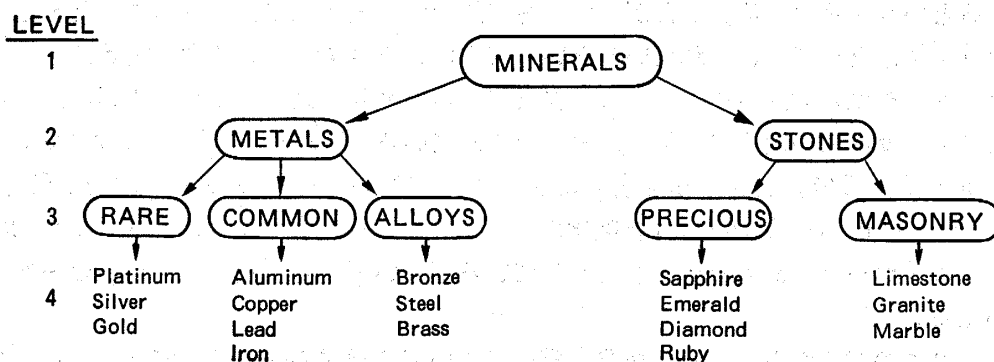 LEVEL
1 MINERALS
2 METALS STONES
3 RARE COMMON ALLOYS PRECIOUS MASONRY
Platinum Aluminum Bronze Sapphire Limestone
4 Silver Copper Steel Emerald Granite
Gold Lead Brass Diamond Marble
Iron Ruby